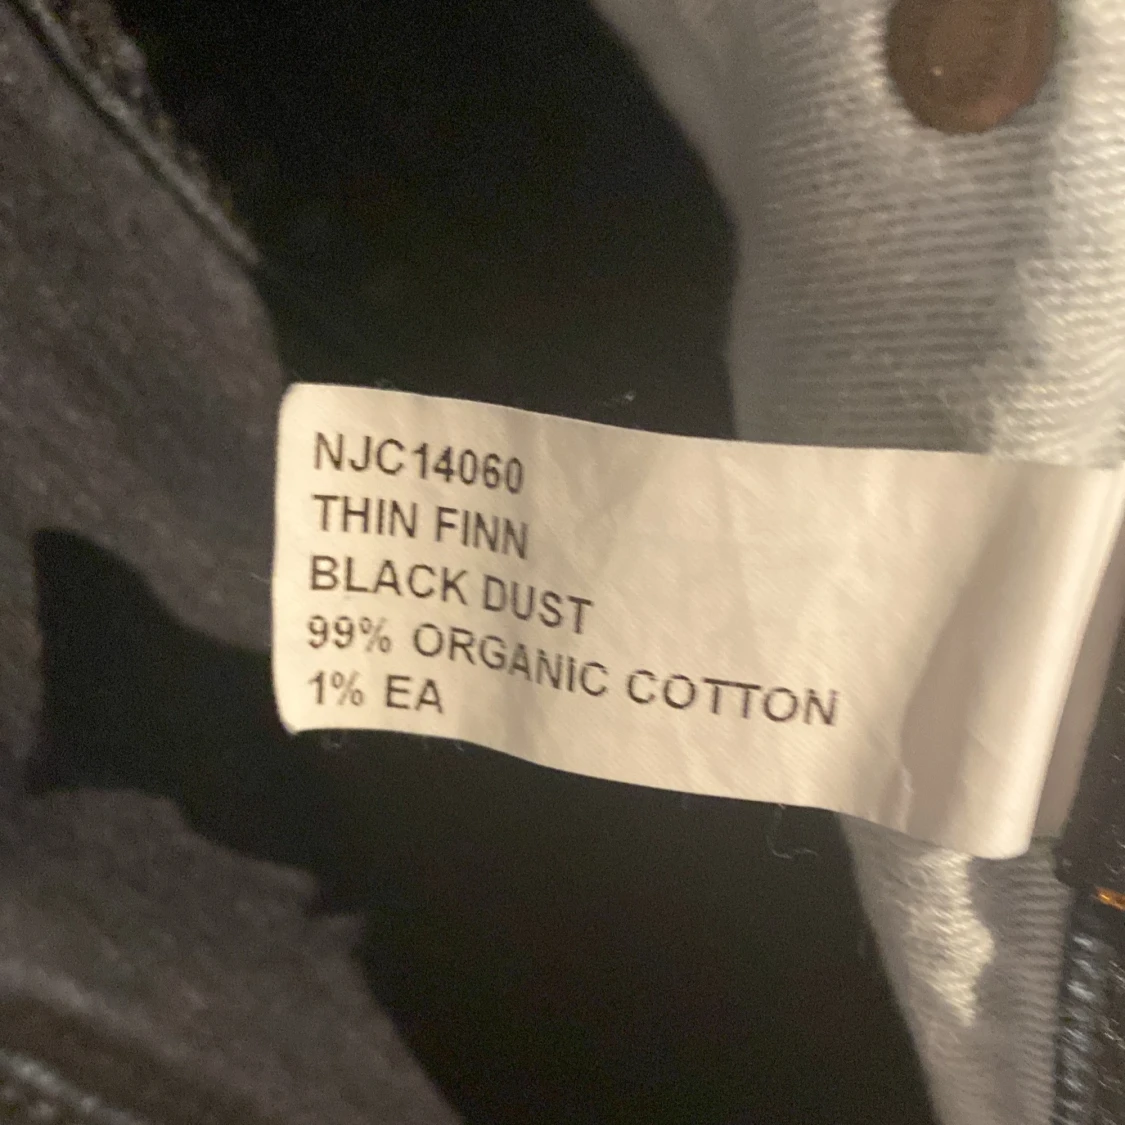 NJC14060
THIN FINN
BLACK DUST
99% ORGANIC COTTON
1% EA